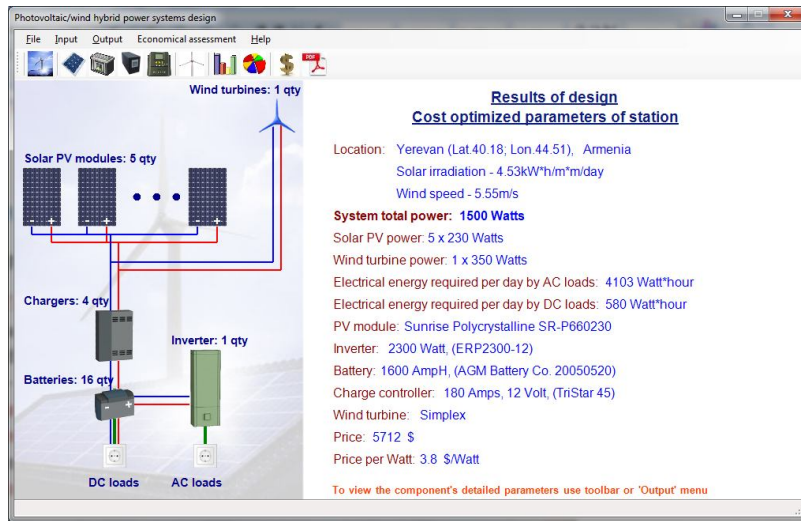 Photovoltaic/wind hybrid power systems design
File Input Output Economical assessment Help
PDF
Wind turbines: 1 qty
Solar PV modules: 5 qty
- + - + - +
Chargers: 4 qty
Inverter: 1 qty
Batteries: 16 qty
DC loads AC loads
Results of design
Cost optimized parameters of station
Location: Yerevan (Lat.40.18; Lon.44.51), Armenia
Solar irradiation - 4.53kW*h/m*m/day
Wind speed - 5.55m/s
System total power: 1500 Watts
Solar PV power: 5 x 230 Watts
Wind turbine power: 1 x 350 Watts
Electrical energy required per day by AC loads: 4103 Watt*hour
Electrical energy required per day by DC loads: 580 Watt*hour
PV module: Sunrise Polycrystalline SR-P660230
Inverter: 2300 Watt, (ERP2300-12)
Battery: 1600 AmpH, (AGM Battery Co. 20050520)
Charge controller: 180 Amps, 12 Volt, (TriStar 45)
Wind turbine: Simplex
Price: 5712 $
Price per Watt: 3.8 $/Watt
To view the component's detailed parameters use toolbar or 'Output' menu